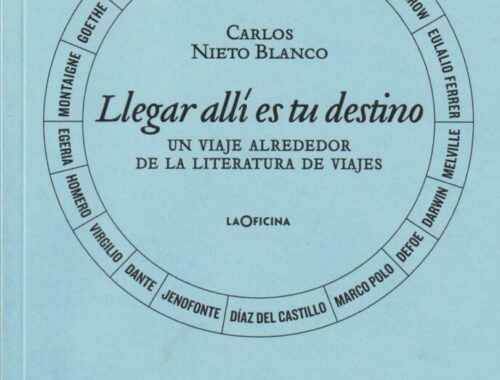 CARLOS
NIETO BLANCO
Llegar allí es tu destino
UN VIAJE ALREDEDOR
DE LA LITERATURA DE VIAJES
LAOFICINA
GOETHE
MONTAIGNE
EGERIA
HOMERO
VIRGILIO
DANTE
JENOFONTE
DÍAZ DEL CASTILLO
MARCO POLO
DEFOE
DARWIN
MELVILLE
EULALIO FERRER